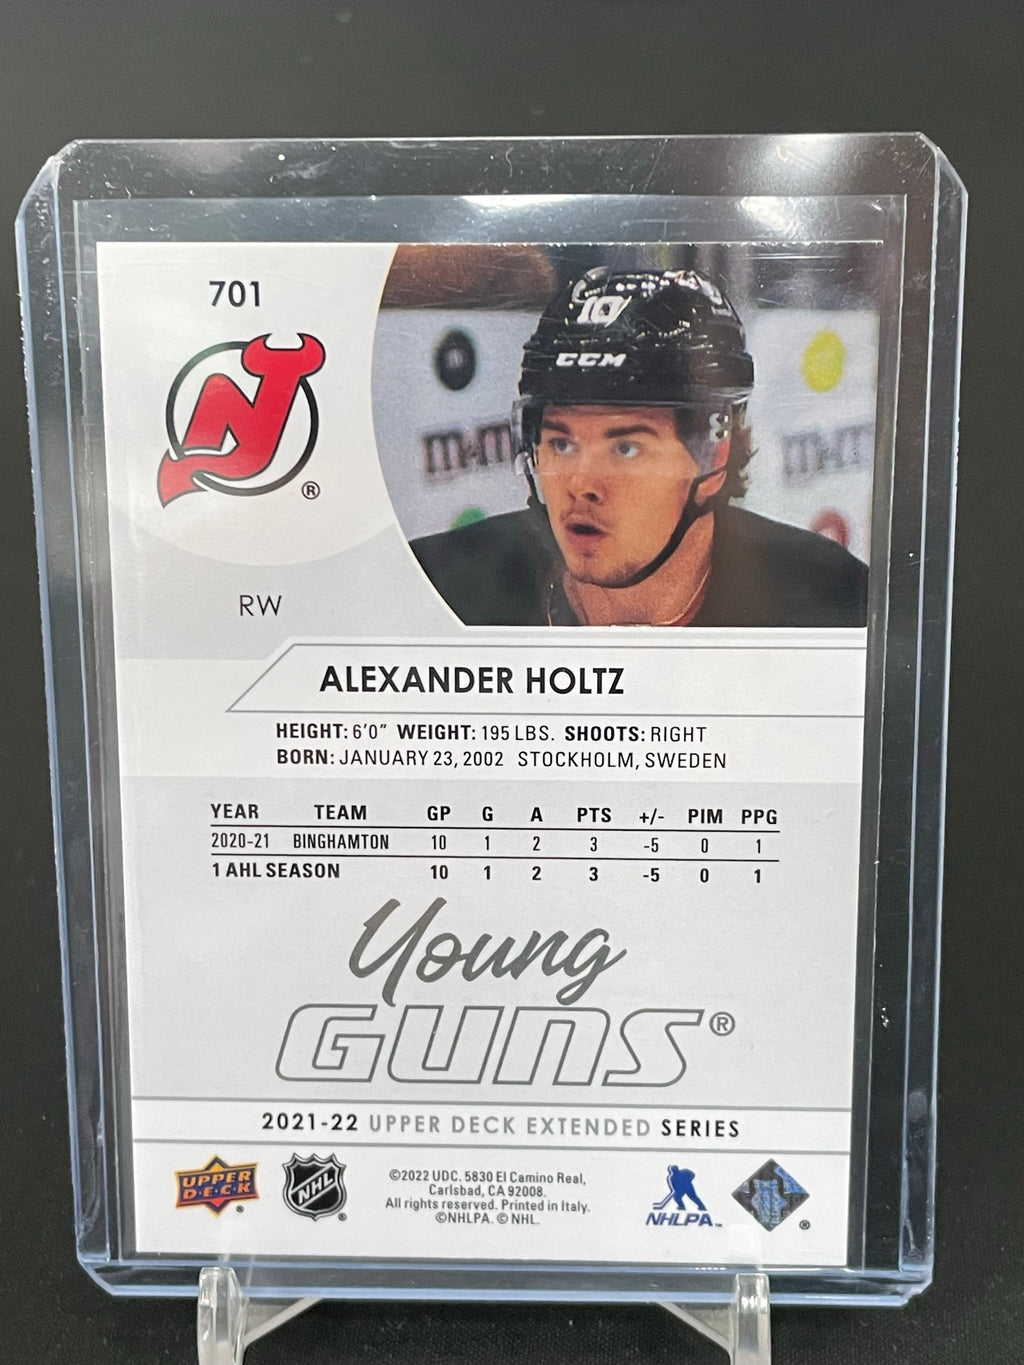 701
10
CCM
m&m
m&m
NJ
®
RW
ALEXANDER HOLTZ
HEIGHT: 6'0" WEIGHT: 195 LBS. SHOOTS: RIGHT
BORN: JANUARY 23, 2002 STOCKHOLM, SWEDEN
YEAR TEAM GP G A PTS +/- PIM PPG
2020-21 BINGHAMTON 10 1 2 3 -5 0 1
1 AHL SEASON 10 1 2 3 -5 0 1
Young
GUNS®
2021-22 UPPER DECK EXTENDED SERIES
UPPER
D·E·C·K
®
NHL
®
©2022 UDC. 5830 El Camino Real,
Carlsbad, CA 92008.
All rights reserved. Printed in Italy.
©NHLPA. © NHL.
NHLPA™
®